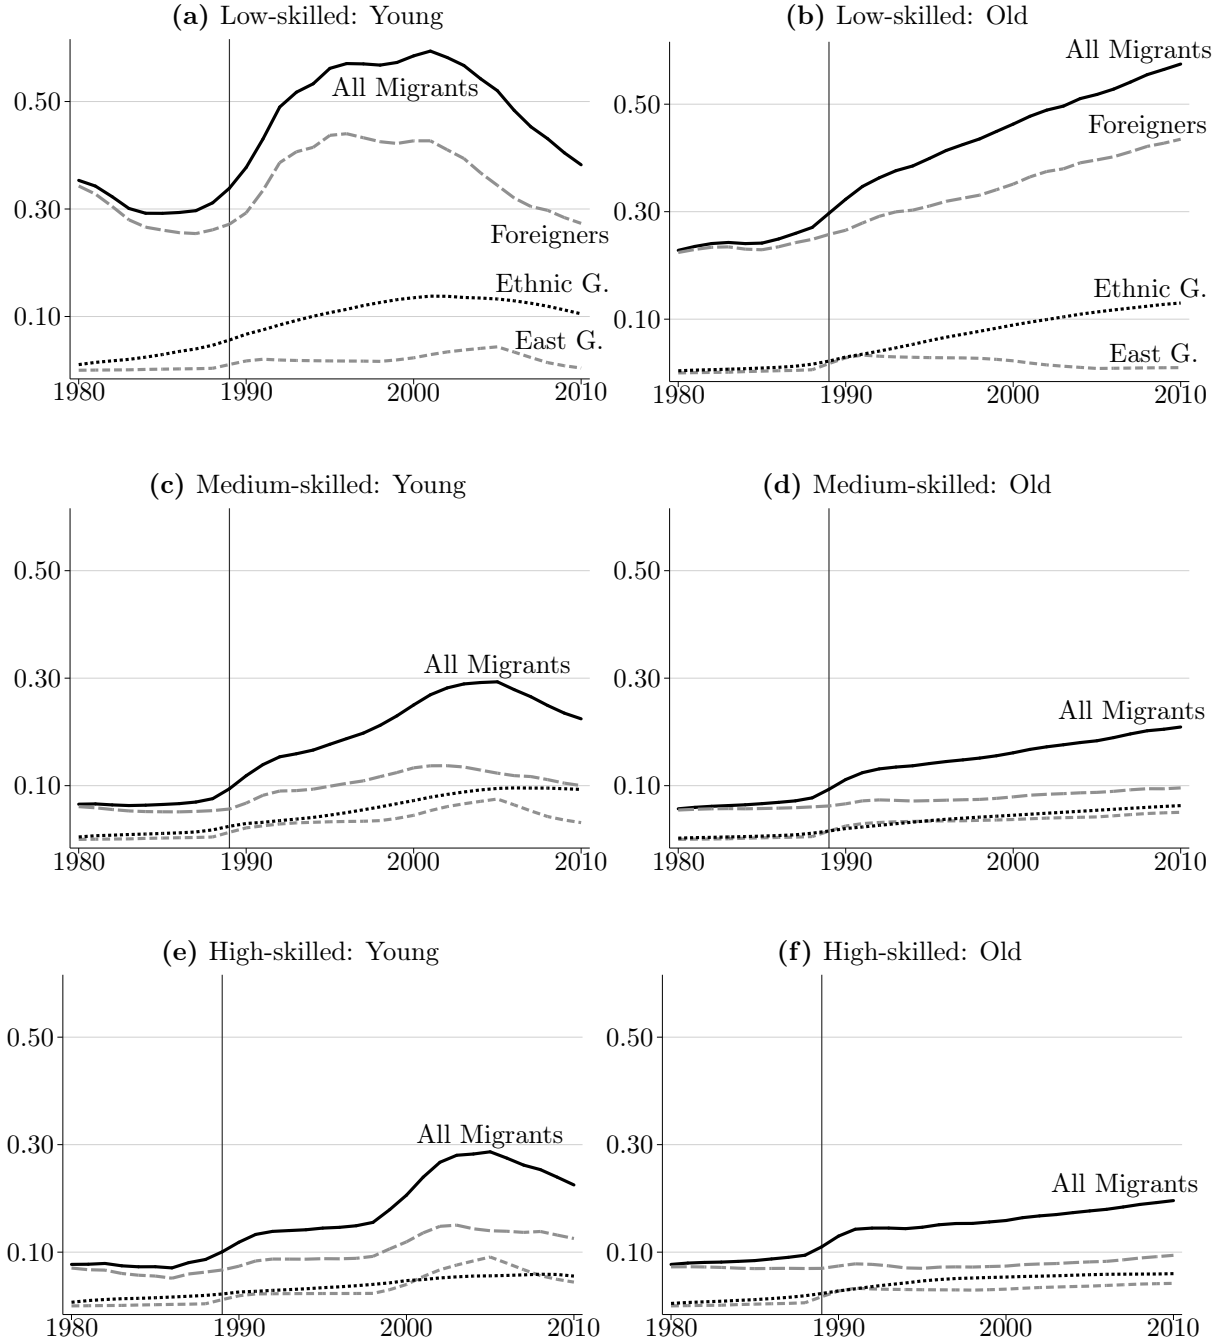 (a) Low-skilled: Young
0.50
0.30
0.10
All Migrants
Foreigners
Ethnic G.
East G.
1980 1990 2000 2010
(b) Low-skilled: Old
0.50
0.30
0.10
All Migrants
Foreigners
Ethnic G.
East G.
1980 1990 2000 2010
(c) Medium-skilled: Young
0.50
0.30
0.10
All Migrants
1980 1990 2000 2010
(d) Medium-skilled: Old
0.50
0.30
0.10
All Migrants
1980 1990 2000 2010
(e) High-skilled: Young
0.50
0.30
0.10
All Migrants
1980 1990 2000 2010
(f) High-skilled: Old
0.50
0.30
0.10
All Migrants
1980 1990 2000 2010